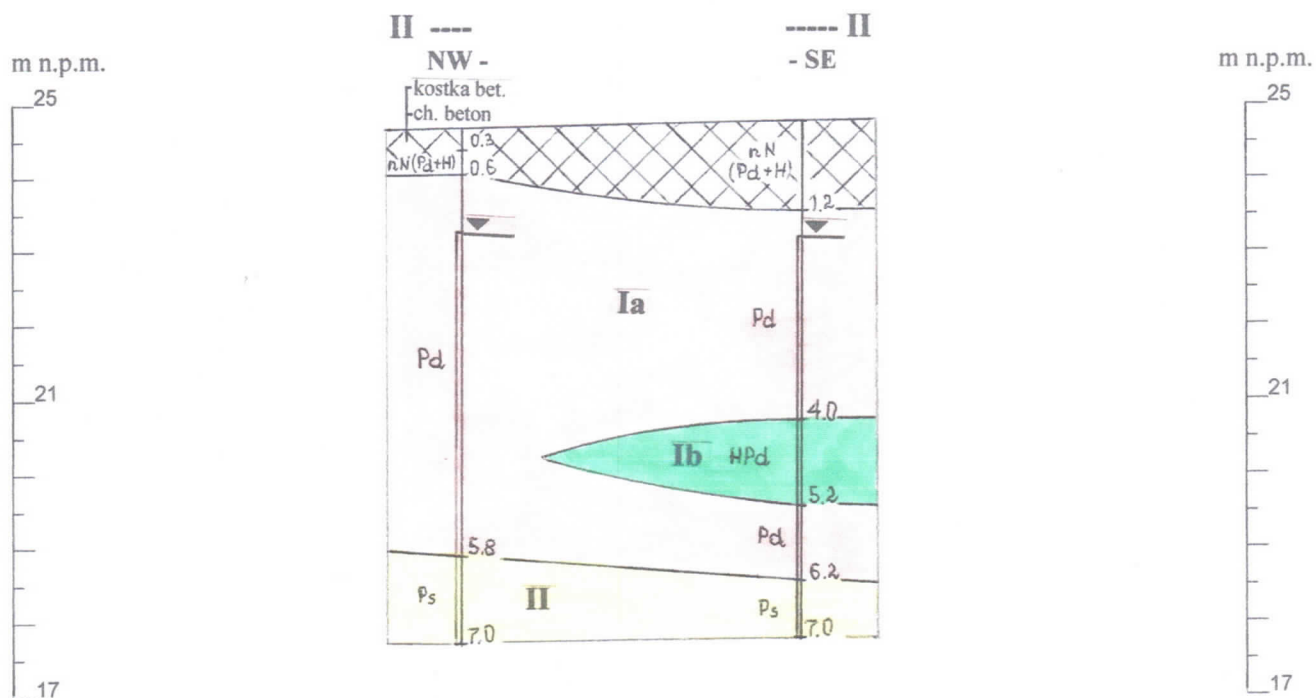 II ---- ----- II
NW - - SE
m n.p.m. m n.p.m.
25 25
kostka bet.
ch. beton
0.3
nN(Pd+H) 0.6
nN
(Pd+H)
1.2
Ia
Pd Pd
21 21
4.0
Ib HPd
5.2
Pd
5.8
6.2
Ps II Ps
7.0 7.0
17 17